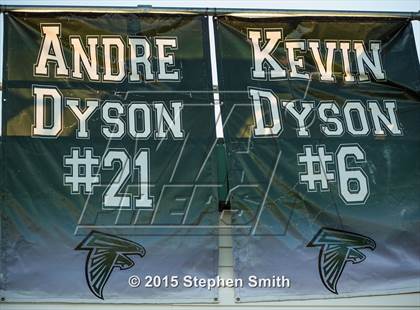 ANDRE
DYSON
#21
KEVIN
DYSON
#6
© 2015 Stephen Smith